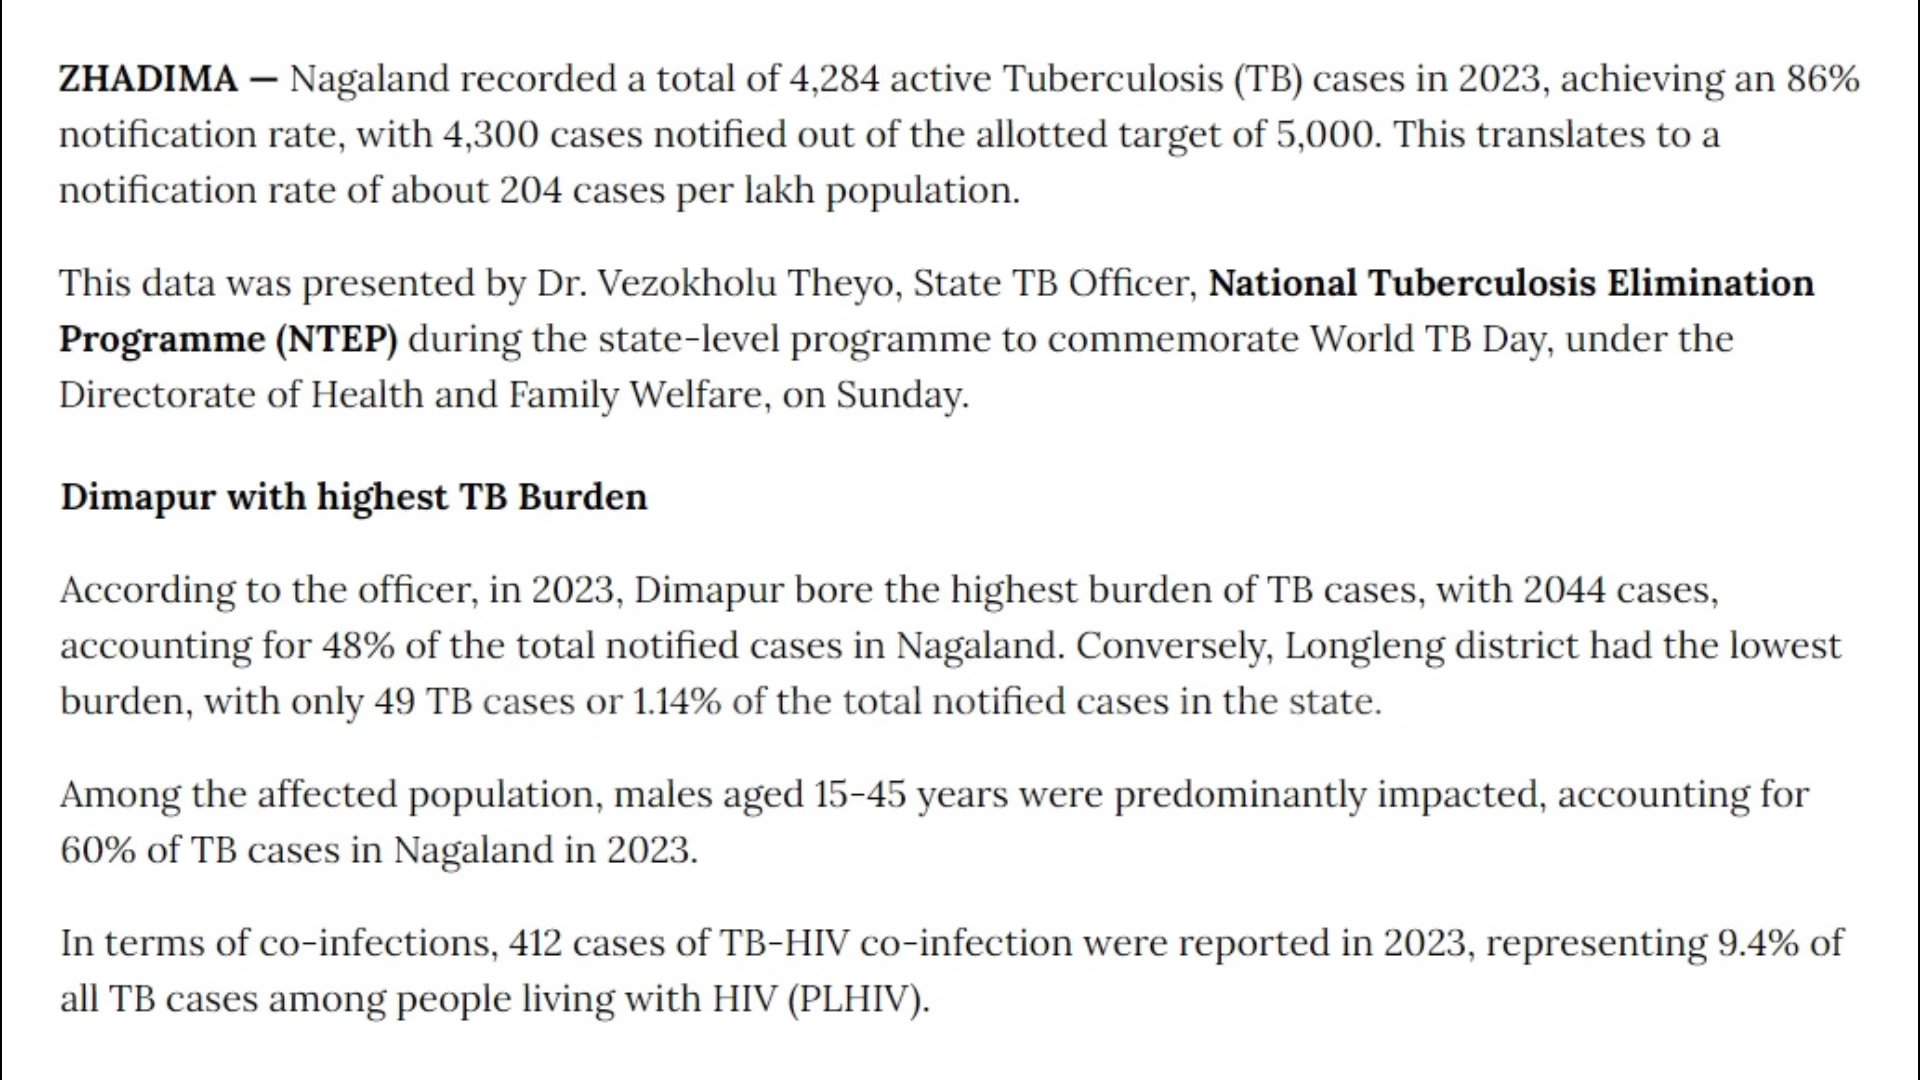 ZHADIMA — Nagaland recorded a total of 4,284 active Tuberculosis (TB) cases in 2023, achieving an 86%
notification rate, with 4,300 cases notified out of the allotted target of 5,000. This translates to a
notification rate of about 204 cases per lakh population.
This data was presented by Dr. Vezokholu Theyo, State TB Officer, National Tuberculosis Elimination
Programme (NTEP) during the state-level programme to commemorate World TB Day, under the
Directorate of Health and Family Welfare, on Sunday.
Dimapur with highest TB Burden
According to the officer, in 2023, Dimapur bore the highest burden of TB cases, with 2044 cases,
accounting for 48% of the total notified cases in Nagaland. Conversely, Longleng district had the lowest
burden, with only 49 TB cases or 1.14% of the total notified cases in the state.
Among the affected population, males aged 15-45 years were predominantly impacted, accounting for
60% of TB cases in Nagaland in 2023.
In terms of co-infections, 412 cases of TB-HIV co-infection were reported in 2023, representing 9.4% of
all TB cases among people living with HIV (PLHIV).